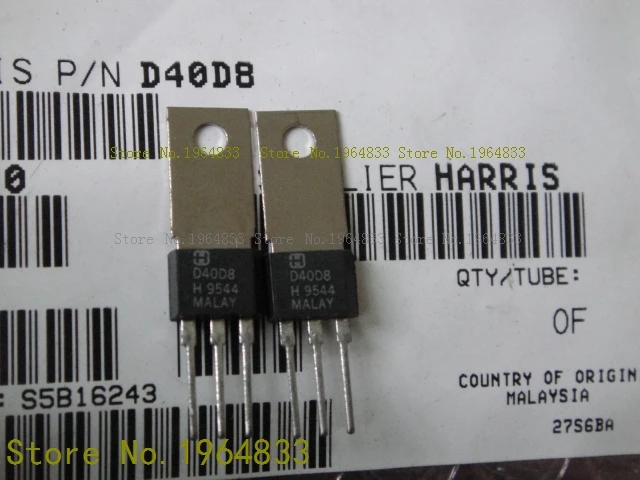 IS P/N D40D8
Store No.1964833 Store No.1964833 Store No.1964833
0
LIER HARRIS
Store No.1964833 Store No.1964833 Store No.1964833
H
D40D8
H 9544
MALAY
H
D40D8
H 9544
MALAY
QTY/TUBE:
OF
COUNTRY OF ORIGIN
MALAYSIA
: S5B16243
27S6BA
Store No.1964833